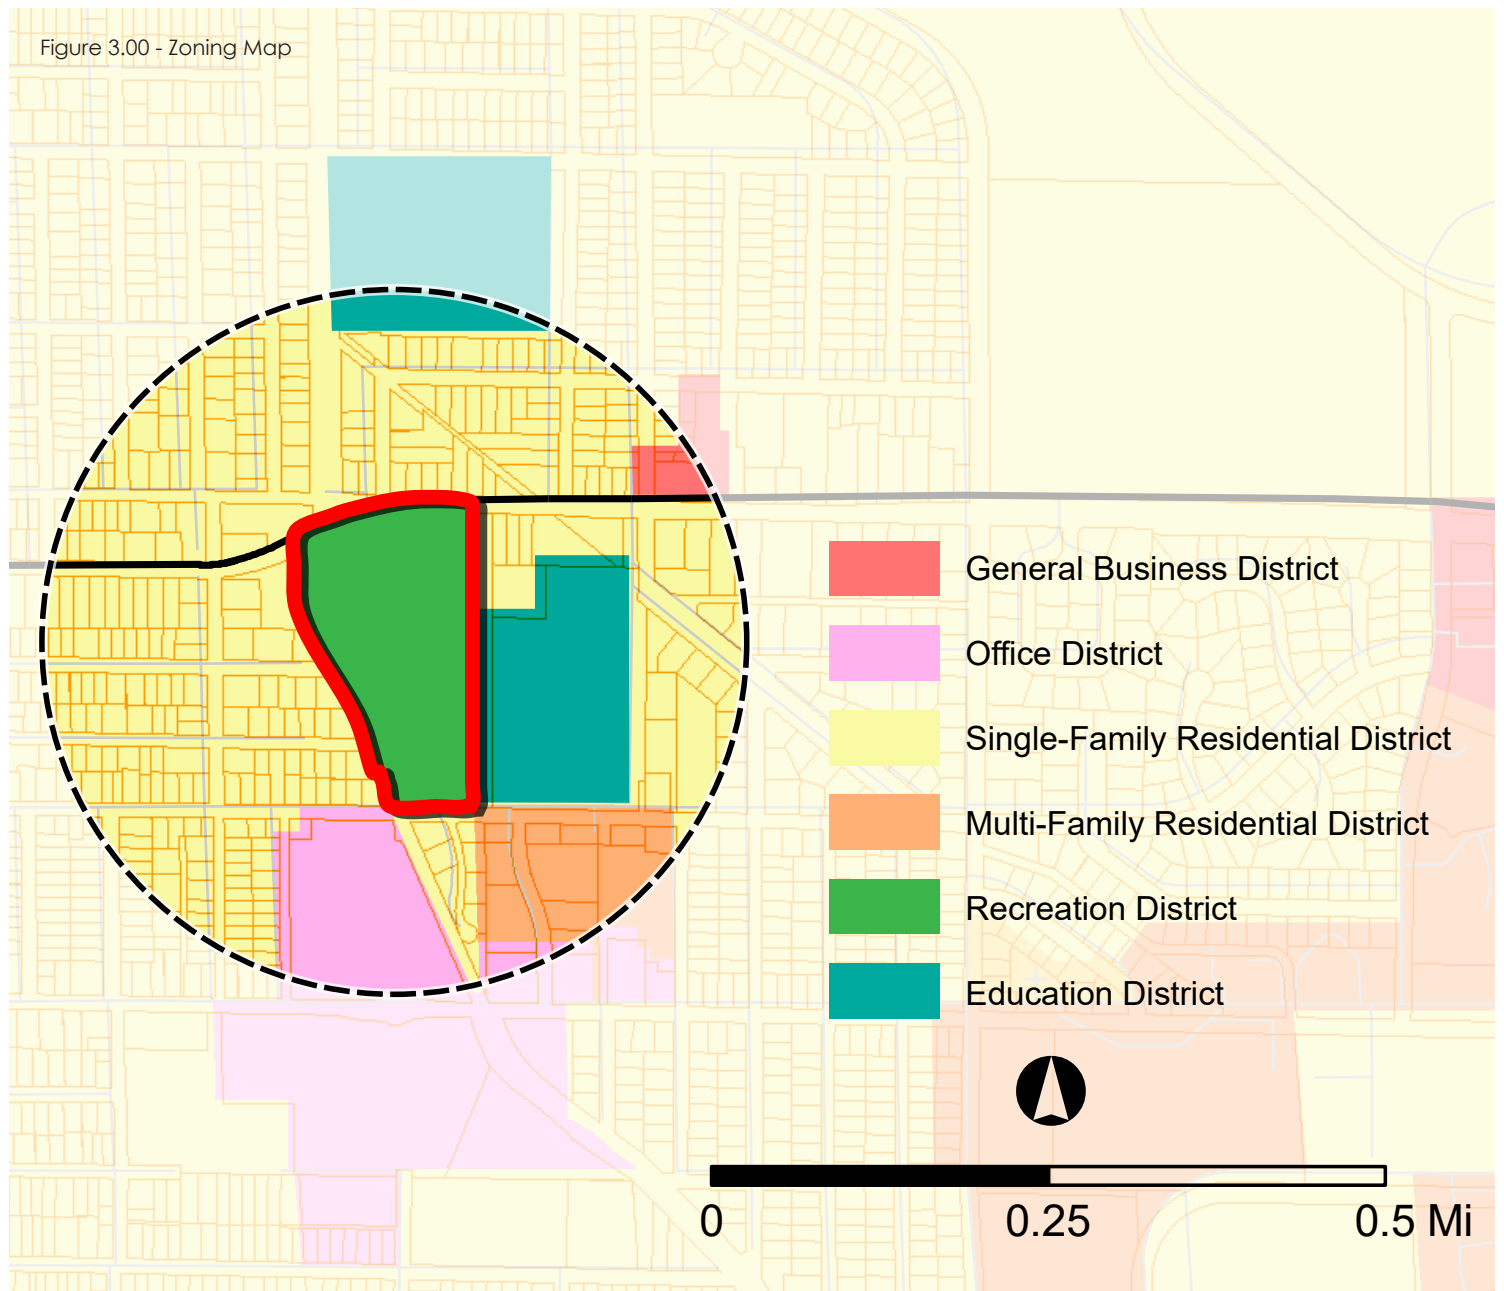 Figure 3.00 - Zoning Map
General Business District
Office District
Single-Family Residential District
Multi-Family Residential District
Recreation District
Education District
0 0.25 0.5 Mi